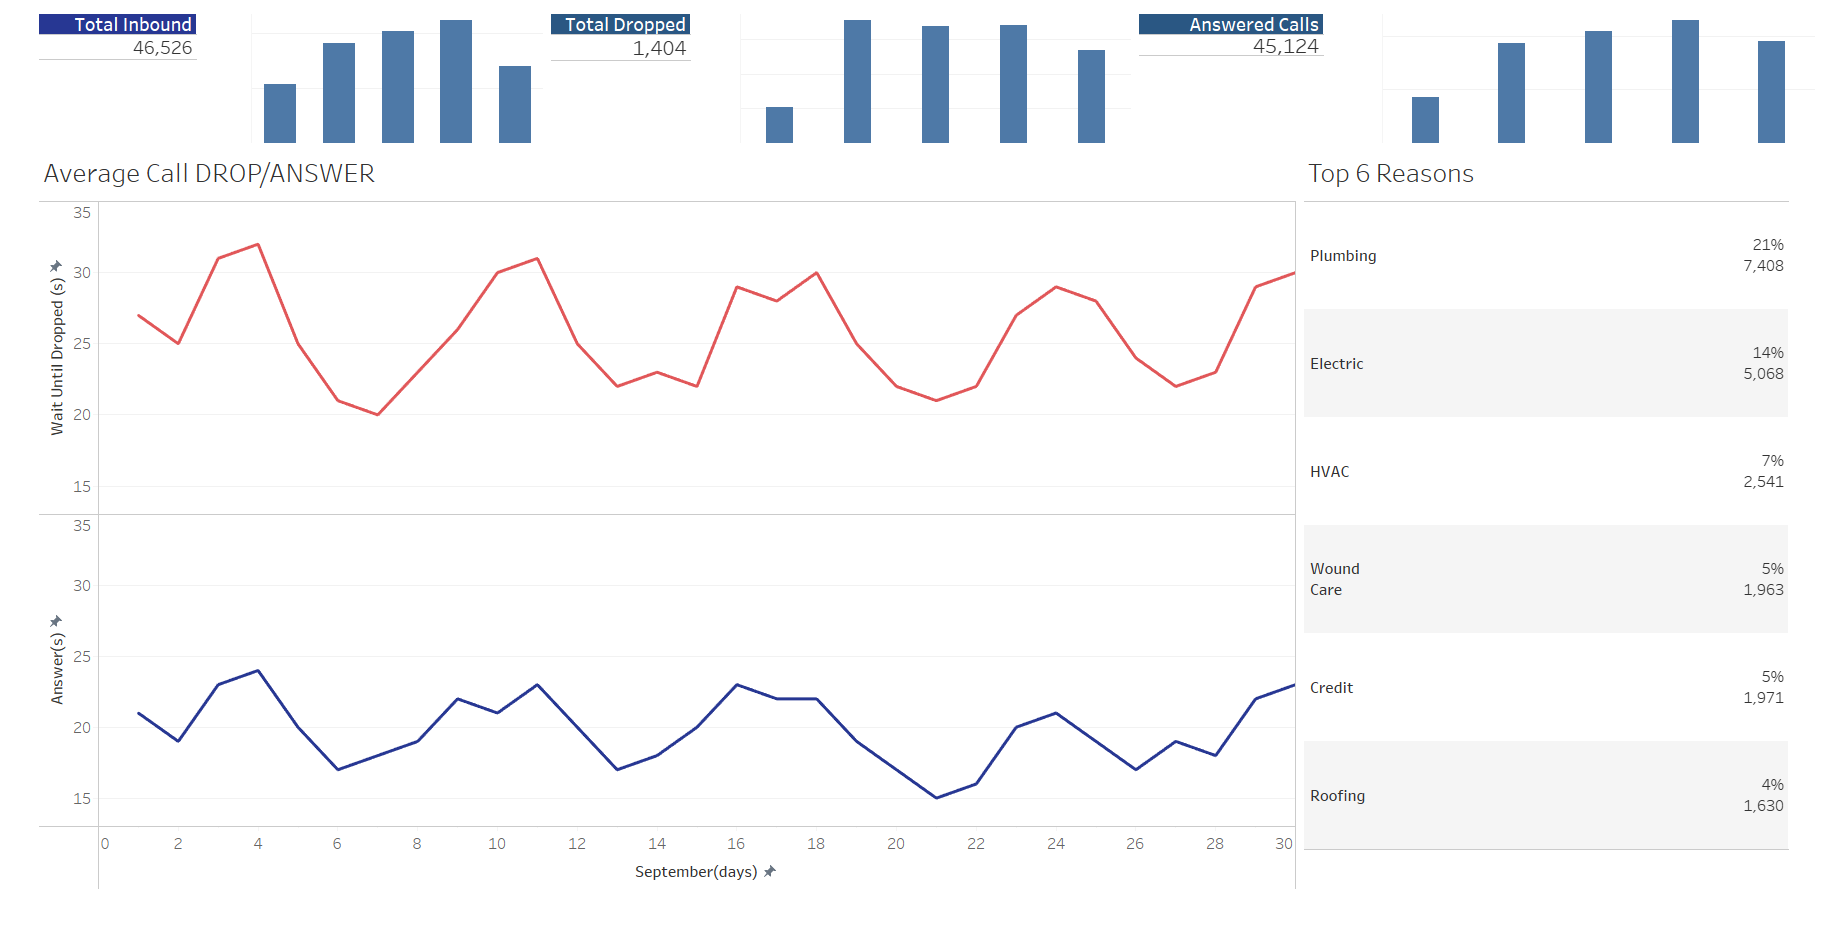 Total Inbound
46,526
Total Dropped
1,404
Answered Calls
45,124
Average Call DROP/ANSWER
35
30
25
20
15
Wait Until Dropped (s)
35
30
25
20
15
Answer(s)
0 2 4 6 8 10 12 14 16 18 20 22 24 26 28 30
September(days)
Top 6 Reasons
Plumbing
21%
7,408
Electric
14%
5,068
HVAC
7%
2,541
Wound
Care
5%
1,963
Credit
5%
1,971
Roofing
4%
1,630